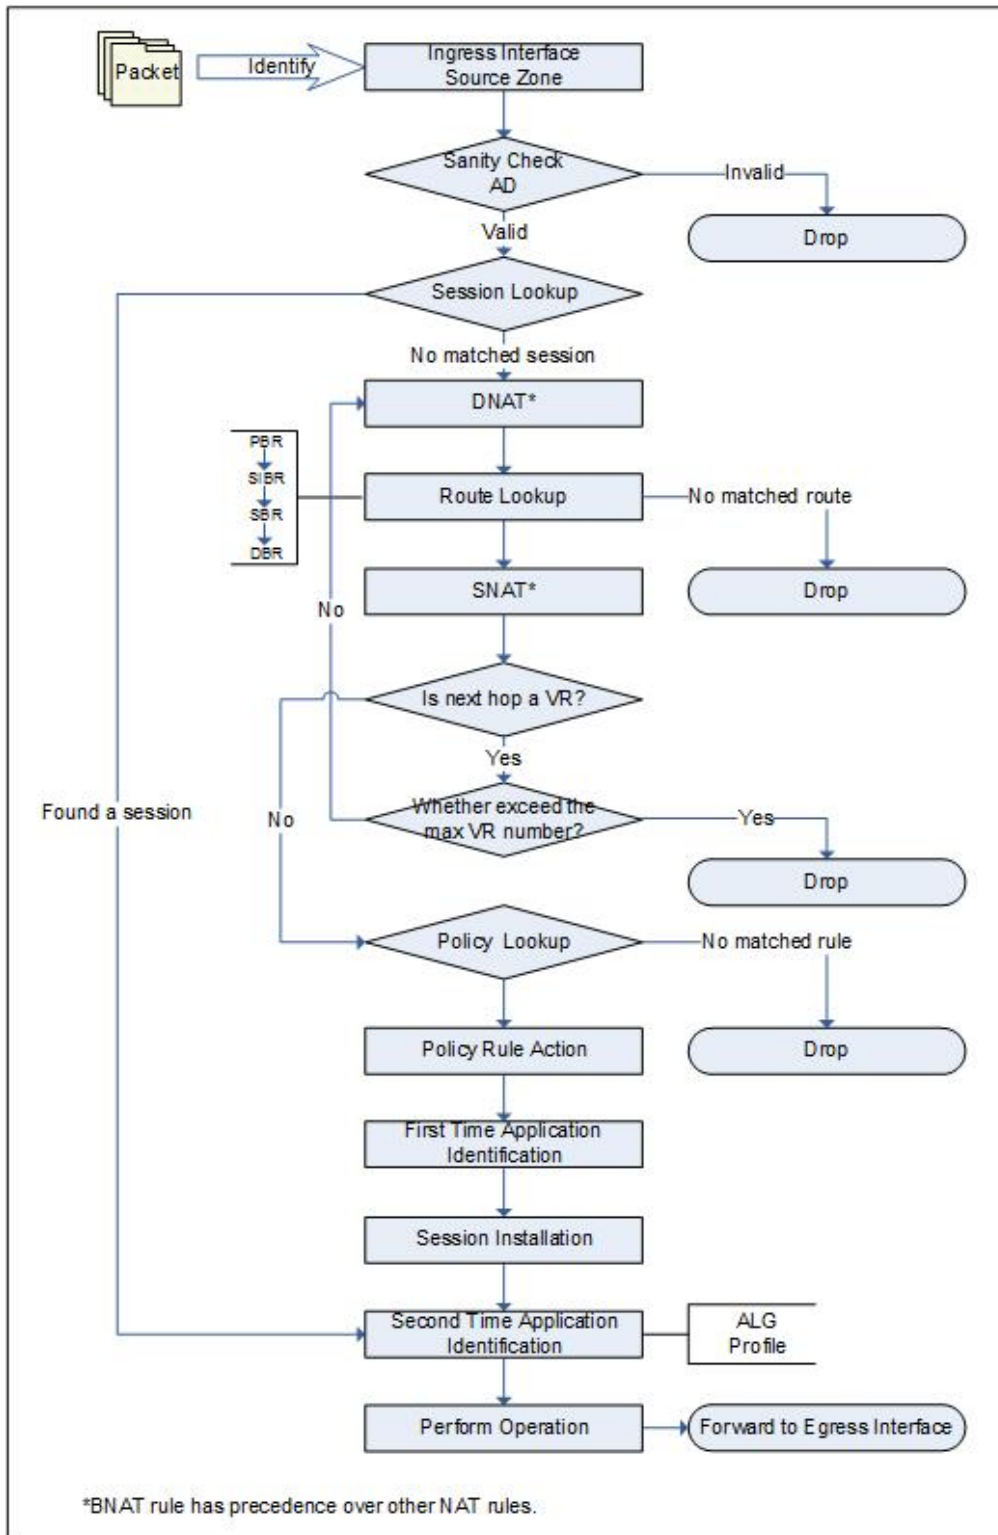 Packet
Identify
Ingress Interface
Source Zone
Sanity Check
AD
Invalid
Drop
Valid
Session Lookup
No matched session
DNAT*
PBR
SIBR
SBR
DBR
Route Lookup
No matched route
Drop
SNAT*
No
Is next hop a VR?
Yes
Found a session
No
Whether exceed the
max VR number?
Yes
Drop
Policy Lookup
No matched rule
Drop
Policy Rule Action
First Time Application
Identification
Session Installation
Second Time Application
Identification
ALG
Profile
Perform Operation
Forward to Egress Interface
*BNAT rule has precedence over other NAT rules.